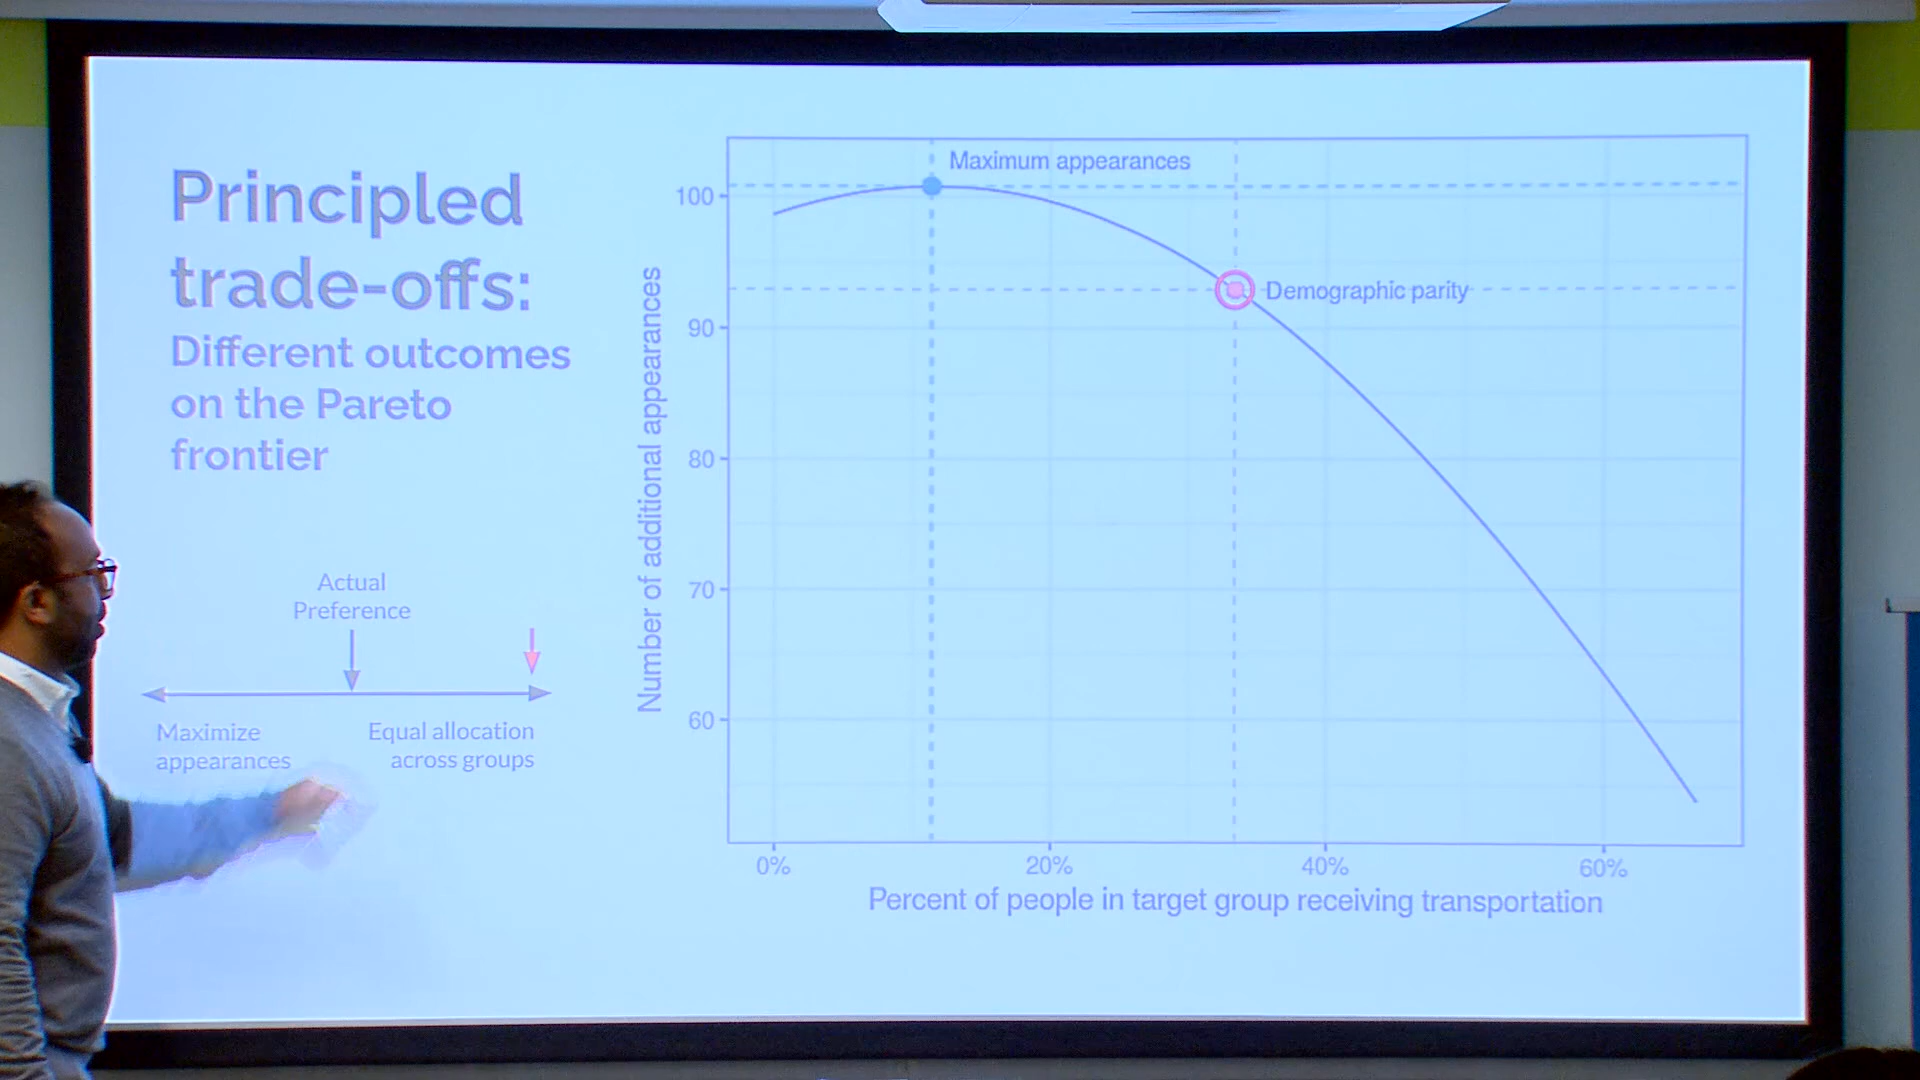 Principled
trade-offs:
Different outcomes
on the Pareto
frontier
Actual
Preference
Maximize
appearances
Equal allocation
across groups
Maximum appearances
Demographic parity
Number of additional appearances
100
90
80
70
60
0%
20%
40%
60%
Percent of people in target group receiving transportation